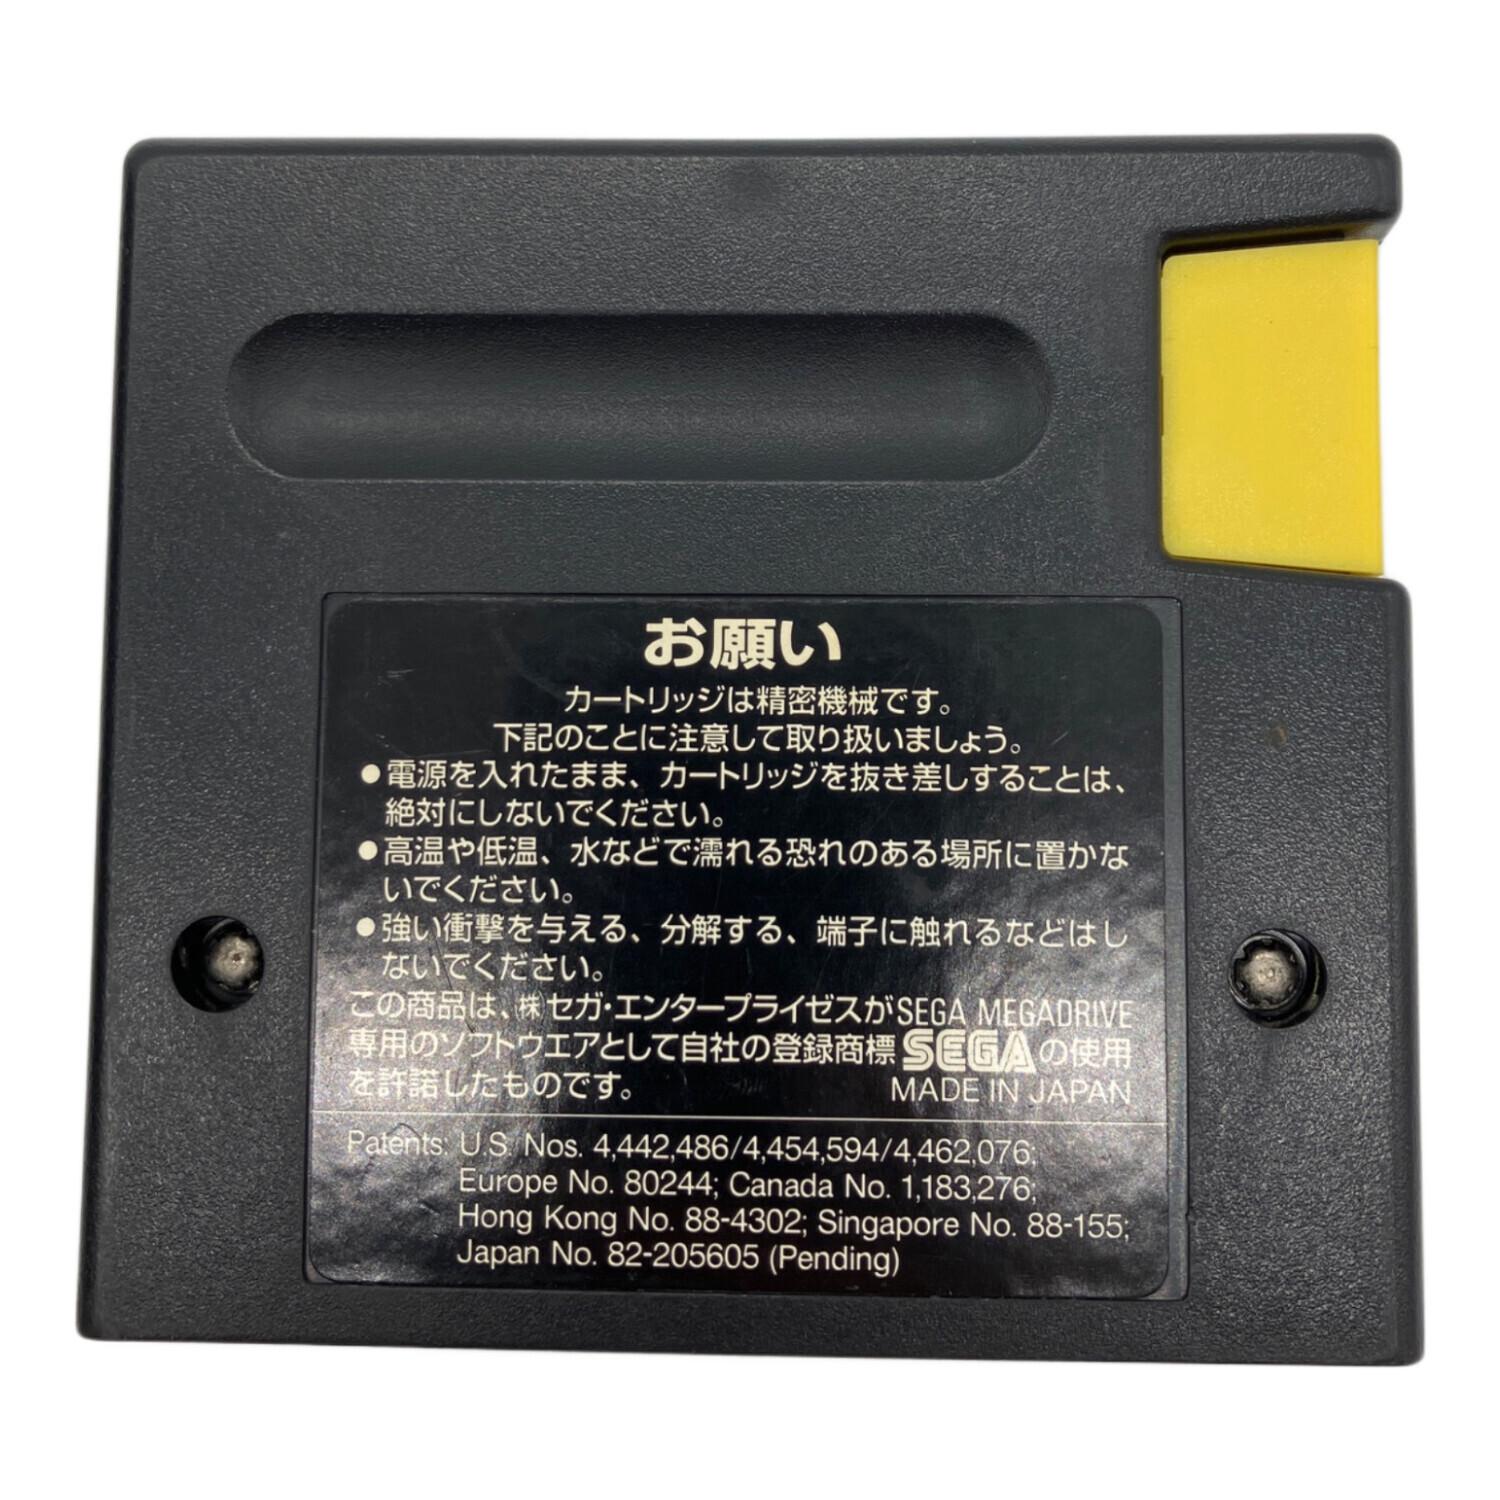 お願い
カートリッジは精密機械です。
下記のことに注意して取り扱いましょう。
●電源を入れたまま、カートリッジを抜き差しすることは、
絶対にしないでください。
●高温や低温、水などで濡れる恐れのある場所に置かな
いでください。
●強い衝撃を与える、分解する、端子に触れるなどはし
ないでください。
この商品は、㈱セガ・エンタープライゼスがSEGA MEGADRIVE
専用のソフトウエアとして自社の登録商標 SEGA の使用
を許諾したものです。 MADE IN JAPAN
Patents: U.S. Nos. 4,442,486/4,454,594/4,462,076;
Europe No. 80244; Canada No. 1,183,276;
Hong Kong No. 88-4302; Singapore No. 88-155;
Japan No. 82-205605 (Pending)